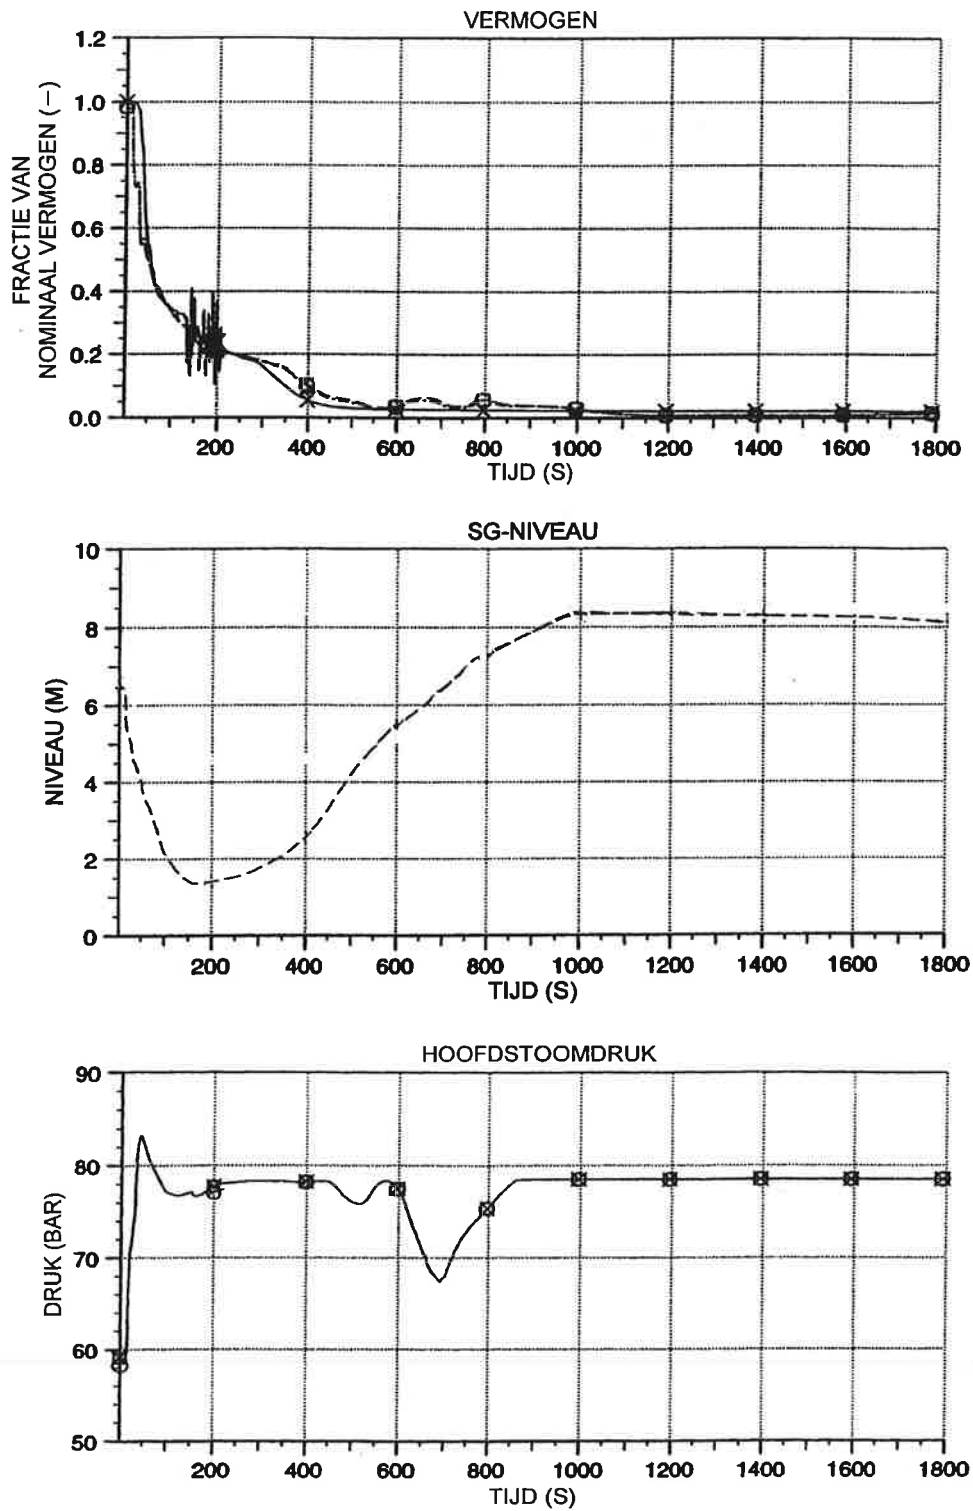 VERMOGEN
FRACTIE VAN
NOMINAAL VERMOGEN (–)
1.2
1.0
0.8
0.6
0.4
0.2
0.0
200 400 600 800 1000 1200 1400 1600 1800
TIJD (S)
SG-NIVEAU
NIVEAU (M)
10
8
6
4
2
0
200 400 600 800 1000 1200 1400 1600 1800
TIJD (S)
HOOFDSTOOMDRUK
DRUK (BAR)
90
80
70
60
50
200 400 600 800 1000 1200 1400 1600 1800
TIJD (S)